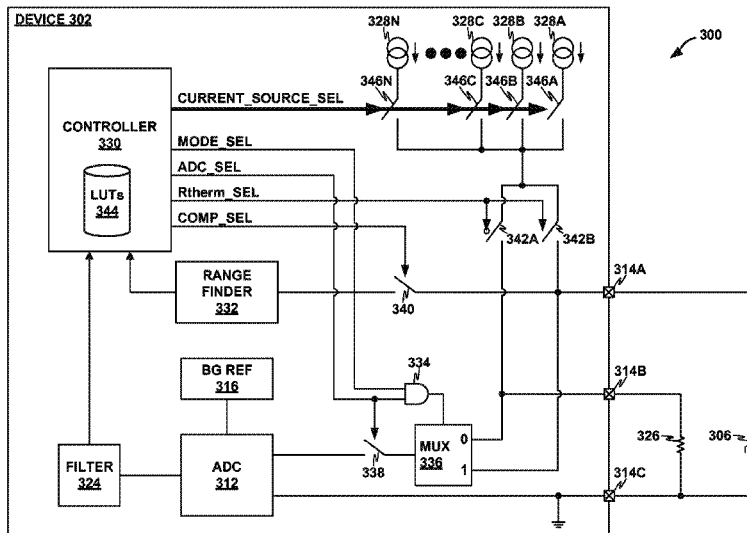 DEVICE 302
328N
328C
328B
328A
300
346N
346C
346B
346A
CURRENT_SOURCE_SEL
CONTROLLER
330
MODE_SEL
ADC_SEL
LUTs
344
Rtherm_SEL
COMP_SEL
342A
342B
314A
RANGE
FINDER
332
340
334
314B
BG REF
316
MUX
336
0
1
326
306
FILTER
324
ADC
312
338
314C